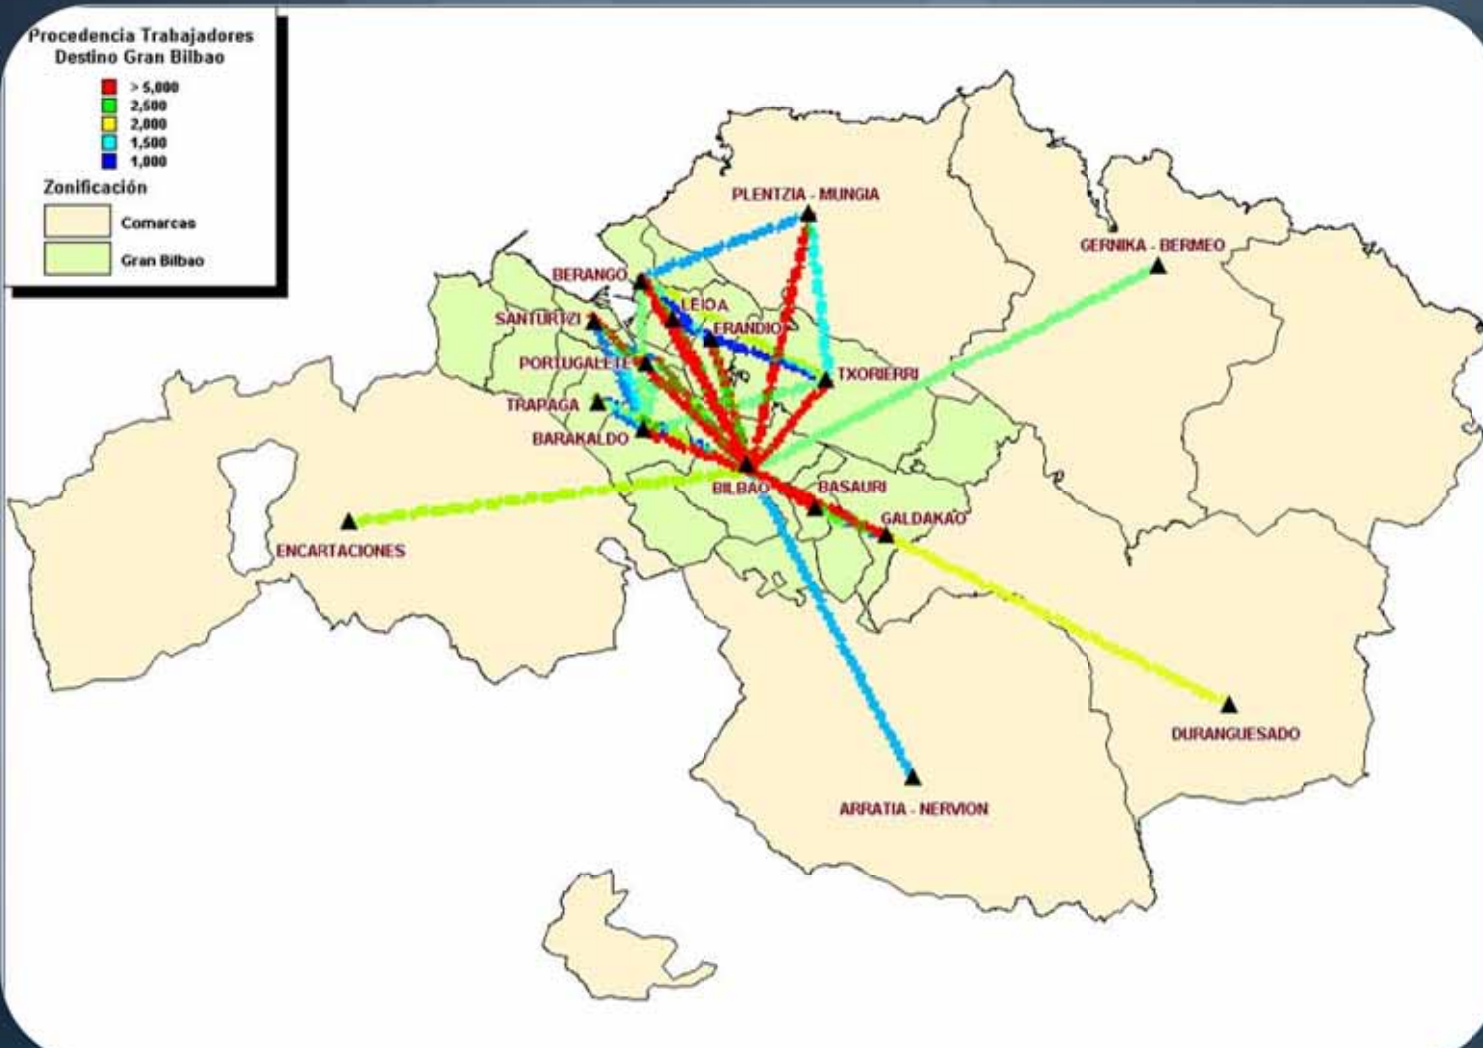 Procedencia Trabajadores
Destino Gran Bilbao
> 5,000
2,500
2,000
1,500
1,000
Zonificación
Comarcas
Gran Bilbao
PLENTZIA - MUNGIA
GERNIKA - BERMEO
BERANGO
LEIOA
SANTURTZI
ERANDIO
PORTUGALETE
TXORIERRI
TRAPAGA
BARAKALDO
BILBAO
BASAURI
GALDAKAO
ENCARTACIONES
DURANGUESADO
ARRATIA - NERVION